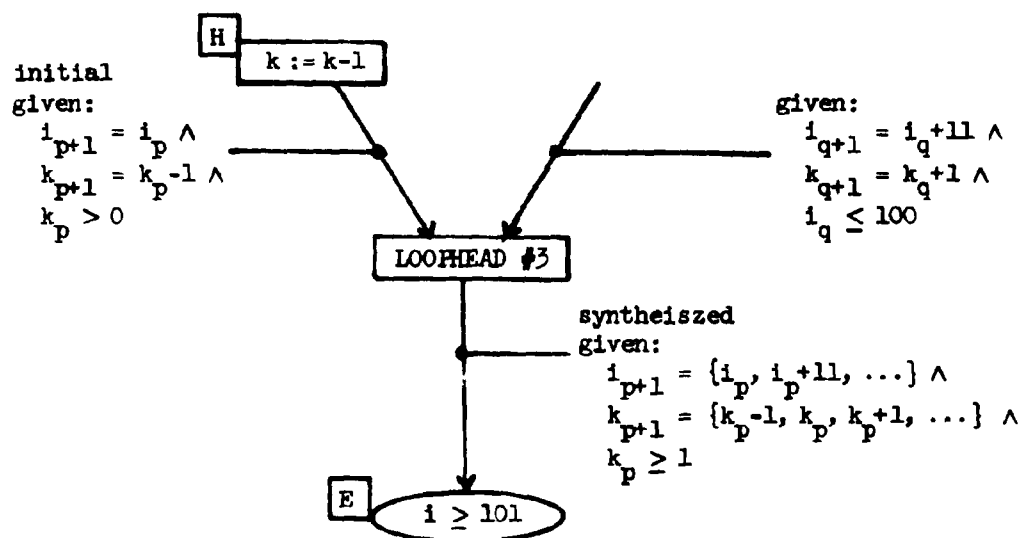 H
k := k-1
initial
given:
i_{p+1} = i_p ∧
k_{p+1} = k_p-1 ∧
k_p > 0
given:
i_{q+1} = i_q+11 ∧
k_{q+1} = k_q+1 ∧
i_q ≤ 100
LOOPHEAD #3
syntheiszed
given:
i_{p+1} = {i_p, i_p+11, ...} ∧
k_{p+1} = {k_p-1, k_p, k_p+1, ...} ∧
k_p ≥ 1
E
i ≥ 101